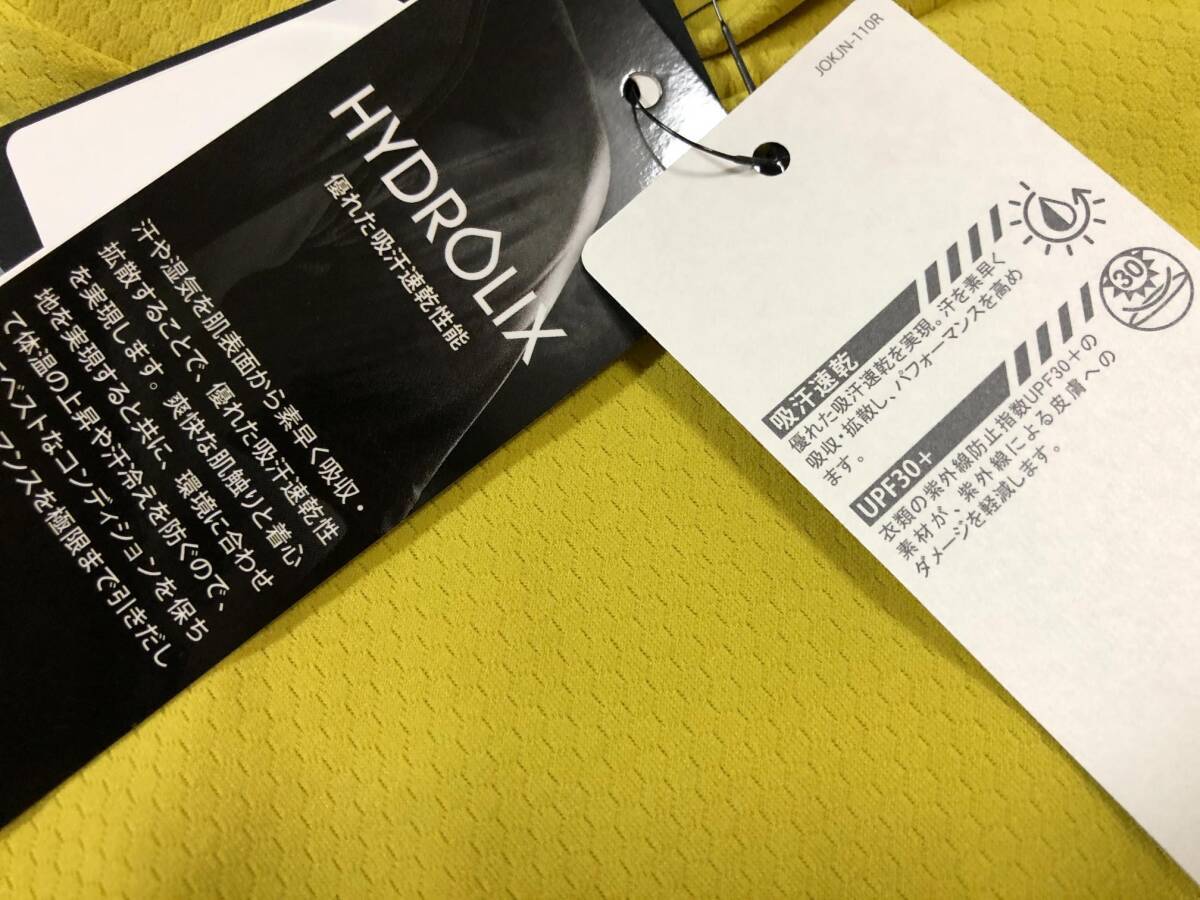 HYDROLIX
優れた吸汗速乾性能
汗や湿気を肌表面から素早く吸収・
拡散することで、優れた吸汗速乾性
を実現します。爽快な肌触りと着心
地を実現すると共に、環境に合わせ
て体温の上昇や汗冷えを防ぐので、
ベストなコンディションを保ち
マンスを極限まで引きだし
JOKJN-110R
吸汗速乾
優れた吸汗速乾を実現。汗を素早く
吸収・拡散し、パフォーマンスを高め
ます。
30
UPF30+
衣類の紫外線防止指数UPF30+の
素材が、紫外線による皮膚への
ダメージを軽減します。